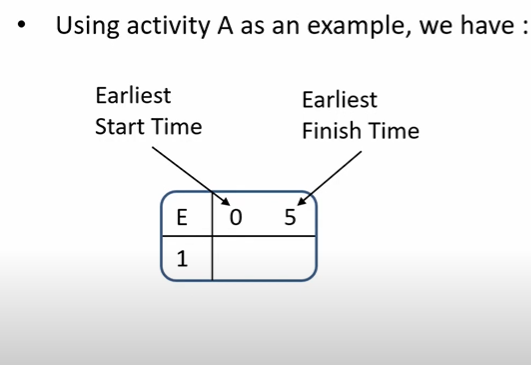 • Using activity A as an example, we have :
Earliest
Start Time
Earliest
Finish Time
E 0 5
1